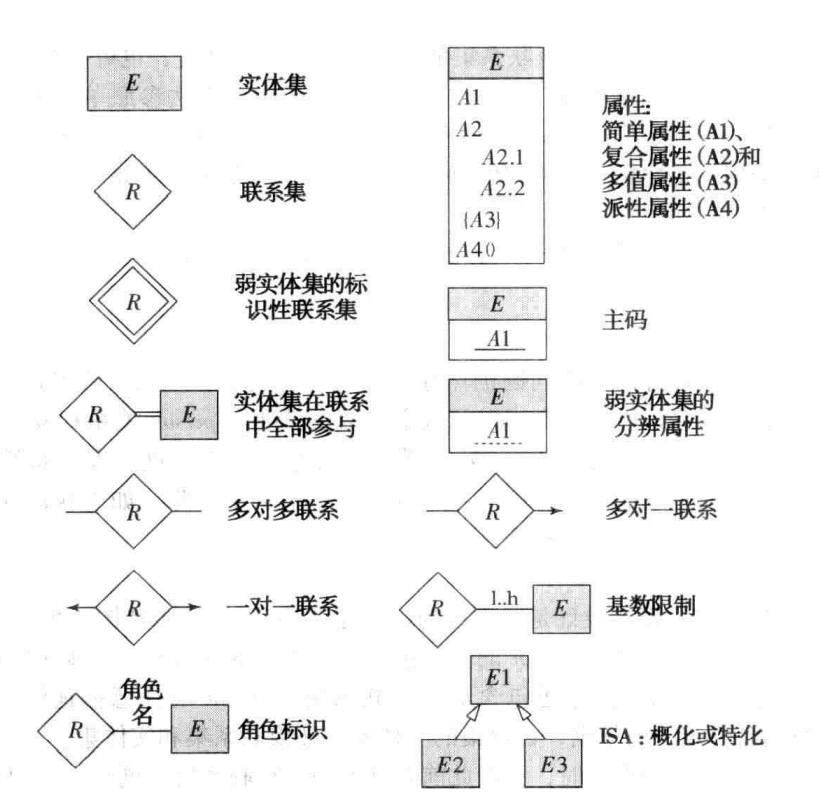 E
实体集
R
联系集
R
弱实体集的标
识性联系集
R
E
实体集在联系
中全部参与
R
多对多联系
R
一对一联系
R
角色
名
E
角色标识
E
A1
A2
A2.1
A2.2
{A3}
A4()
属性:
简单属性(A1)、
复合属性(A2)和
多值属性(A3)
派性属性(A4)
E
A1
主码
E
A1
弱实体集的
分辨属性
R
多对一联系
R
l..h
E
基数限制
E1
E2
E3
ISA:概化或特化